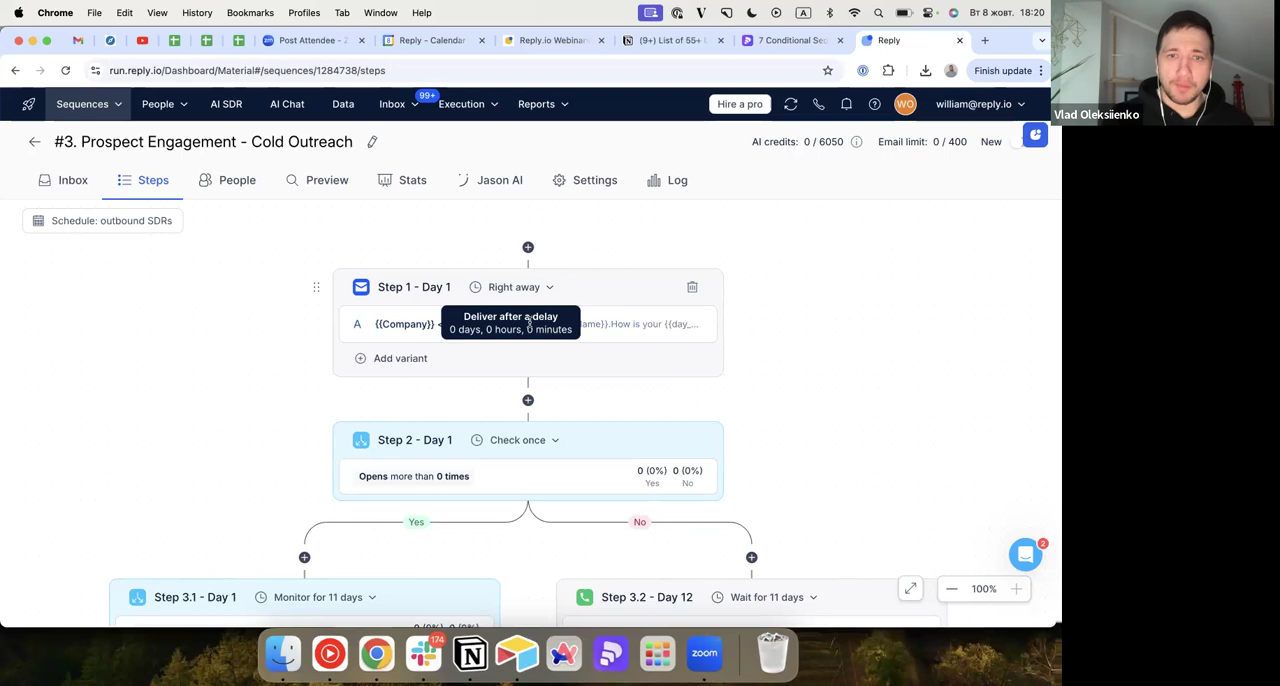 Chrome File Edit View History Bookmarks Profiles Tab Window Help
A
Вт 8 жовт. 18:20
Post Attendee - Z
Reply - Calendar
Reply.io Webinar
(9+) List of 55+
7 Conditional Seq
Reply
run.reply.io/Dashboard/Material#/sequences/1284738/steps
Finish update
Vlad Oleksiienko
Sequences People AI SDR AI Chat Data Inbox 99+ Execution Reports
Hire a pro
WO
william@reply.io
#3. Prospect Engagement - Cold Outreach
AI credits: 0 / 6050
Email limit: 0 / 400
New
Inbox Steps People Preview Stats Jason AI Settings Log
Schedule: outbound SDRs
Step 1 - Day 1 Right away
Deliver after a delay
0 days, 0 hours, 0 minutes
A {{Company}} < name}}.How is your {{day_...
Add variant
Step 2 - Day 1 Check once
Opens more than 0 times
0 (0%) 0 (0%)
Yes No
Yes
No
2
Step 3.1 - Day 1 Monitor for 11 days
Step 3.2 - Day 12 Wait for 11 days
100%
174
zoom